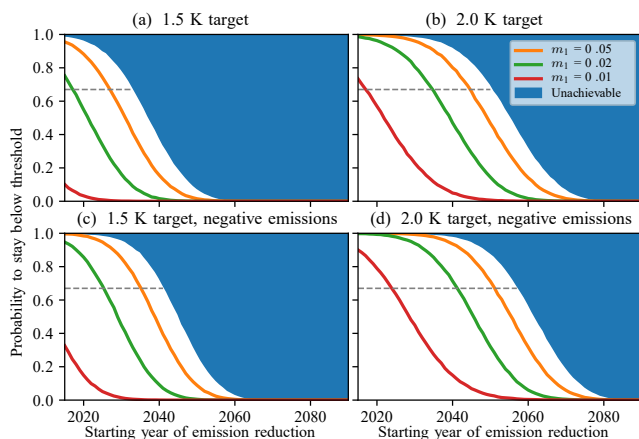 (a) 1.5 K target
(b) 2.0 K target
1.0
0.8
0.6
0.4
0.2
0.0
m₁ = 0 .05
m₁ = 0 .02
m₁ = 0 .01
Unachievable
(c) 1.5 K target, negative emissions
(d) 2.0 K target, negative emissions
1.0
0.8
0.6
0.4
0.2
0.0
Probability to stay below threshold
2020 2040 2060 2080
2020 2040 2060 2080
Starting year of emission reduction
Starting year of emission reduction